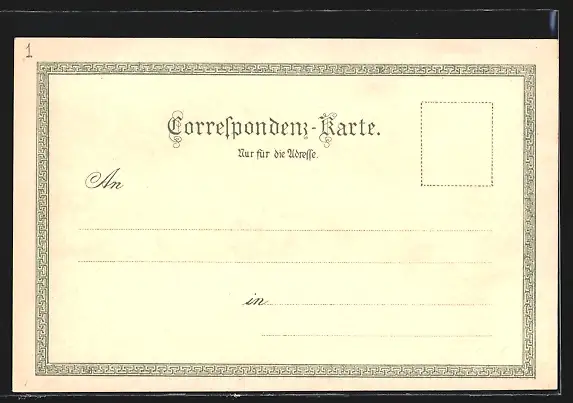 1
Correſpondenz-Karte.
Nur für die Adreſſe.
An
in